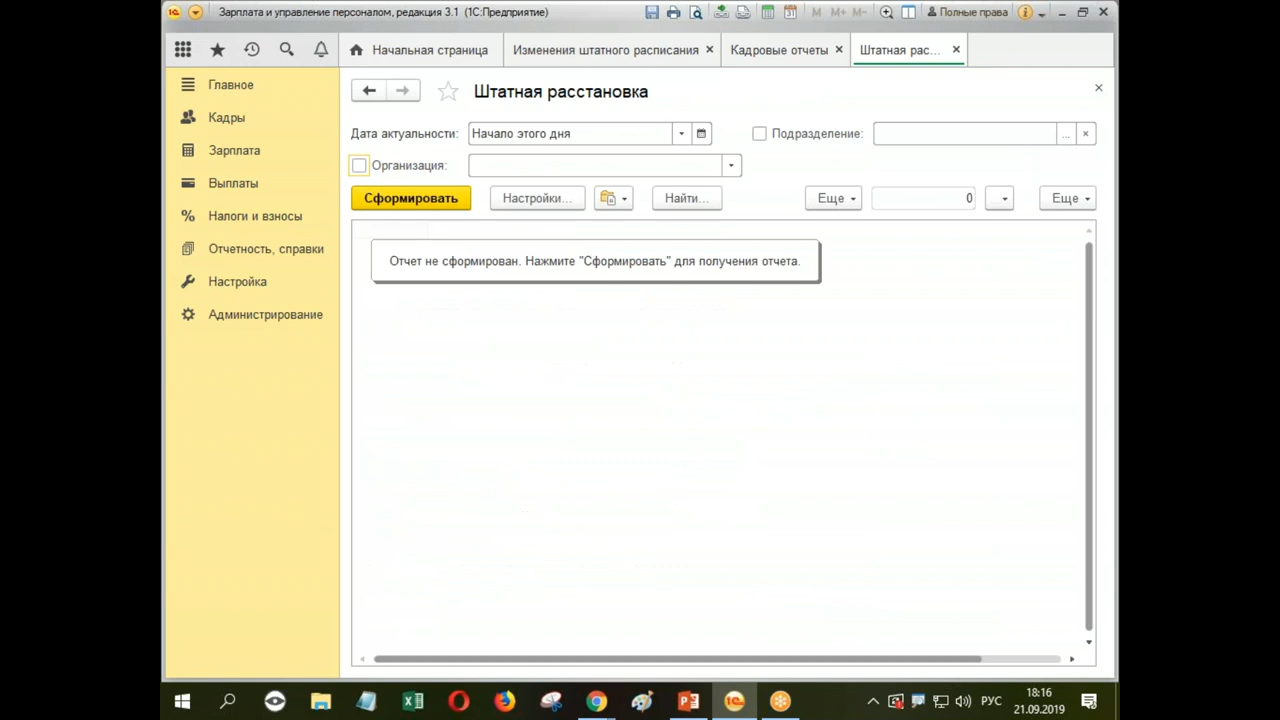 Зарплата и управление персоналом, редакция 3.1 (1С:Предприятие)
M M+ M-
Полные права
Начальная страница
Изменения штатного расписания
Кадровые отчеты
Штатная рас...
Главное
Кадры
Зарплата
Выплаты
Налоги и взносы
Отчетность, справки
Настройка
Администрирование
Штатная расстановка
Дата актуальности: Начало этого дня
Подразделение:
Организация:
Сформировать
Настройки...
Найти...
Еще
0
Еще
Отчет не сформирован. Нажмите "Сформировать" для получения отчета.
РУС
18:16
21.09.2019